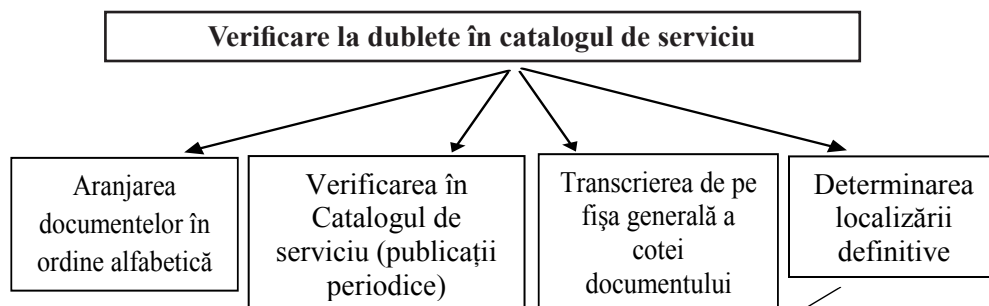 Verificare la dublete în catalogul de serviciu
Aranjarea
documentelor în
ordine alfabetică
Verificarea în
Catalogul de
serviciu (publicații
periodice)
Transcrierea de pe
fişa generală a
cotei
documentului
Determinarea
localizării
definitive